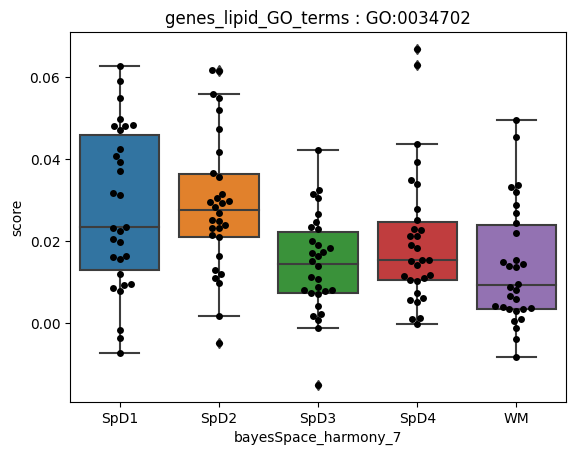 genes_lipid_GO_terms : GO:0034702
0.06
0.04
0.02
0.00
score
SpD1 SpD2 SpD3 SpD4 WM
bayesSpace_harmony_7